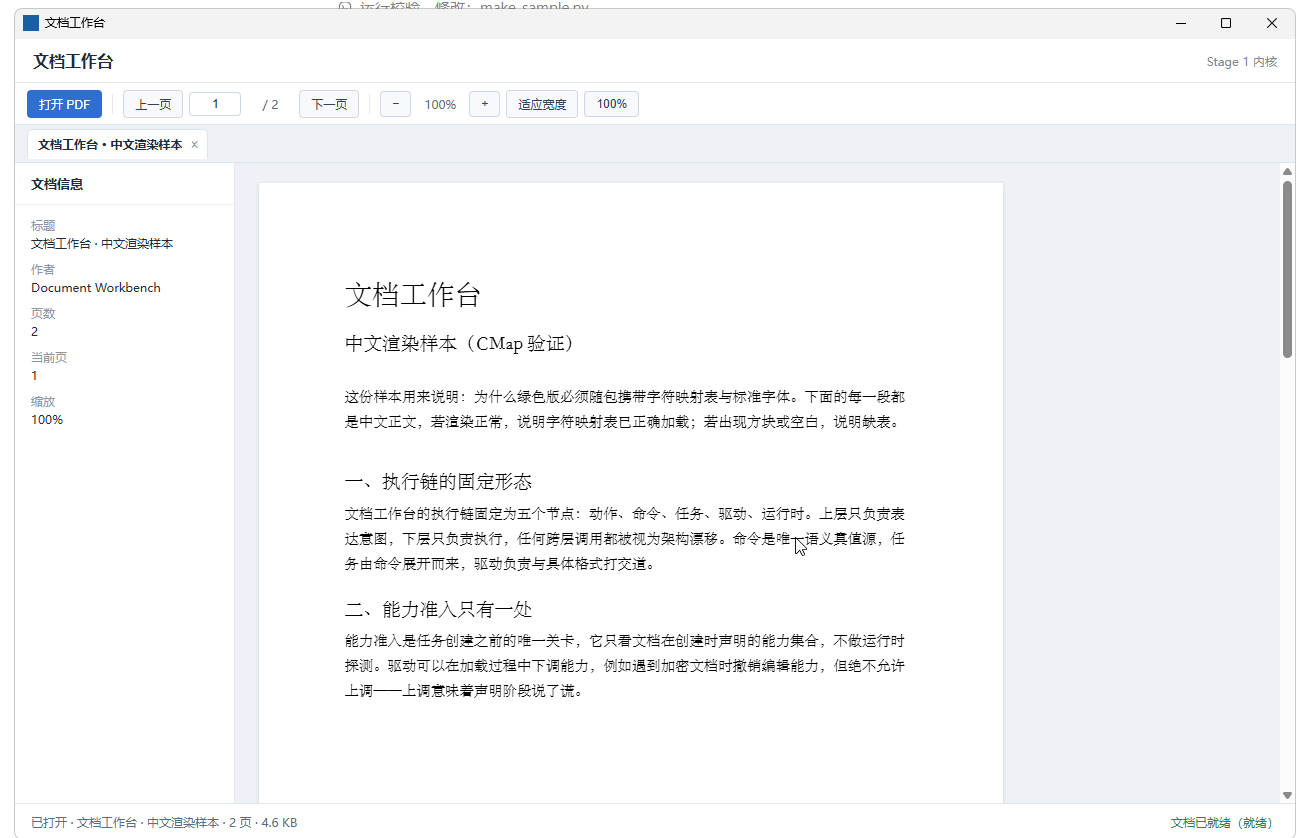 运行校验，修改：make_sample.py
文档工作台
文档工作台
Stage 1 内核
打开 PDF 上一页 1 / 2 下一页 − 100% + 适应宽度 100%
文档工作台 · 中文渲染样本 ×
文档信息
标题
文档工作台 · 中文渲染样本
作者
Document Workbench
页数
2
当前页
1
缩放
100%
文档工作台
中文渲染样本（CMap 验证）
这份样本用来说明：为什么绿色版必须随包携带字符映射表与标准字体。下面的每一段都
是中文正文，若渲染正常，说明字符映射表已正确加载；若出现方块或空白，说明缺表。
一、执行链的固定形态
文档工作台的执行链固定为五个节点：动作、命令、任务、驱动、运行时。上层只负责表
达意图，下层只负责执行，任何跨层调用都被视为架构漂移。命令是唯一语义真值源，任
务由命令展开而来，驱动负责与具体格式打交道。
二、能力准入只有一处
能力准入是任务创建之前的唯一关卡，它只看文档在创建时声明的能力集合，不做运行时
探测。驱动可以在加载过程中下调能力，例如遇到加密文档时撤销编辑能力，但绝不允许
上调——上调意味着声明阶段说了谎。
已打开 · 文档工作台 · 中文渲染样本 · 2 页 · 4.6 KB
文档已就绪（就绪）